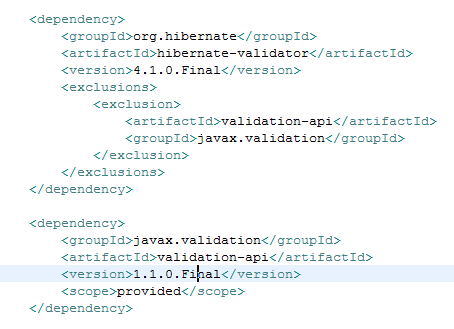 <dependency>
<groupId>org.hibernate</groupId>
<artifactId>hibernate-validator</artifactId>
<version>4.1.0.Final</version>
<exclusions>
<exclusion>
<artifactId>validation-api</artifactId>
<groupId>javax.validation</groupId>
</exclusion>
</exclusions>
</dependency>
<dependency>
<groupId>javax.validation</groupId>
<artifactId>validation-api</artifactId>
<version>1.1.0.Final</version>
<scope>provided</scope>
</dependency>